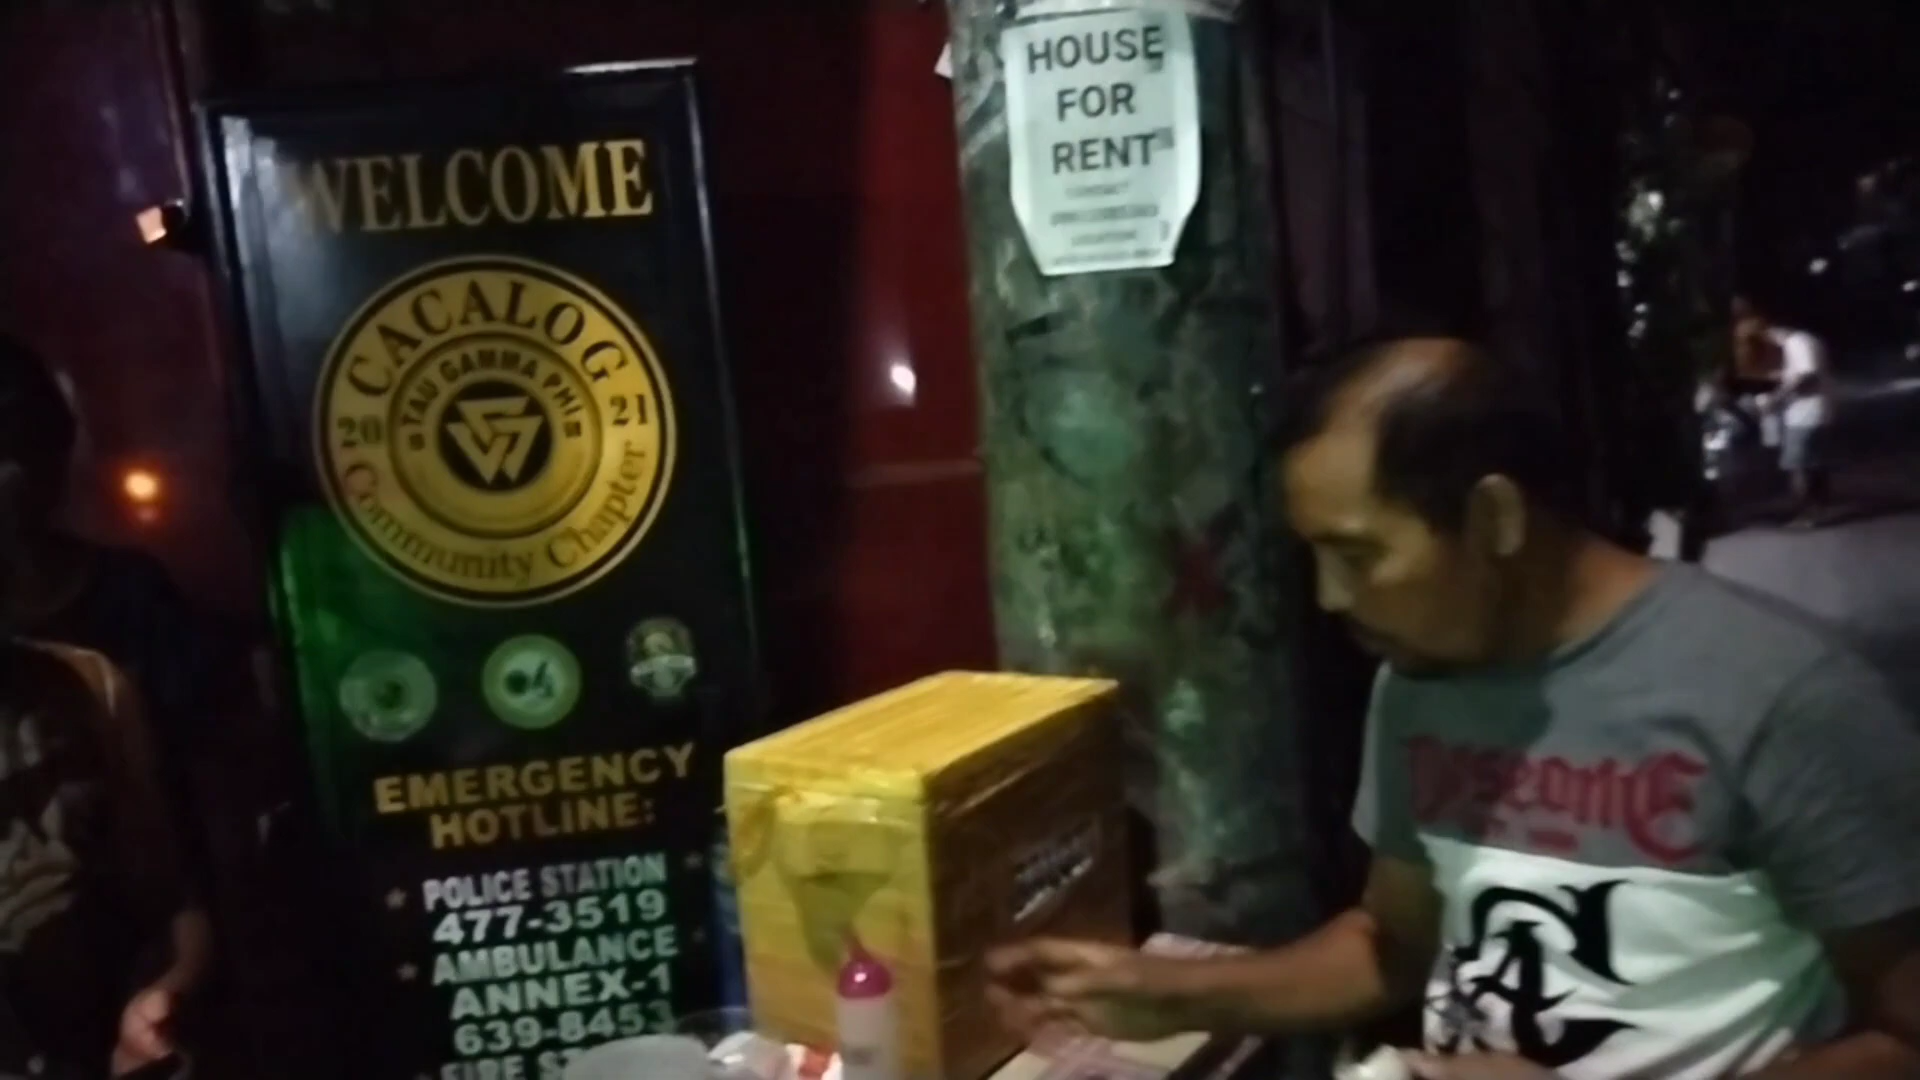 WELCOME
CACALOG
TAU GAMMA PHI
20 21
Community Chapter
EMERGENCY
HOTLINE:
POLICE STATION
477-3519
AMBULANCE
ANNEX-1
639-8453
FIRE
HOUSE
FOR
RENT